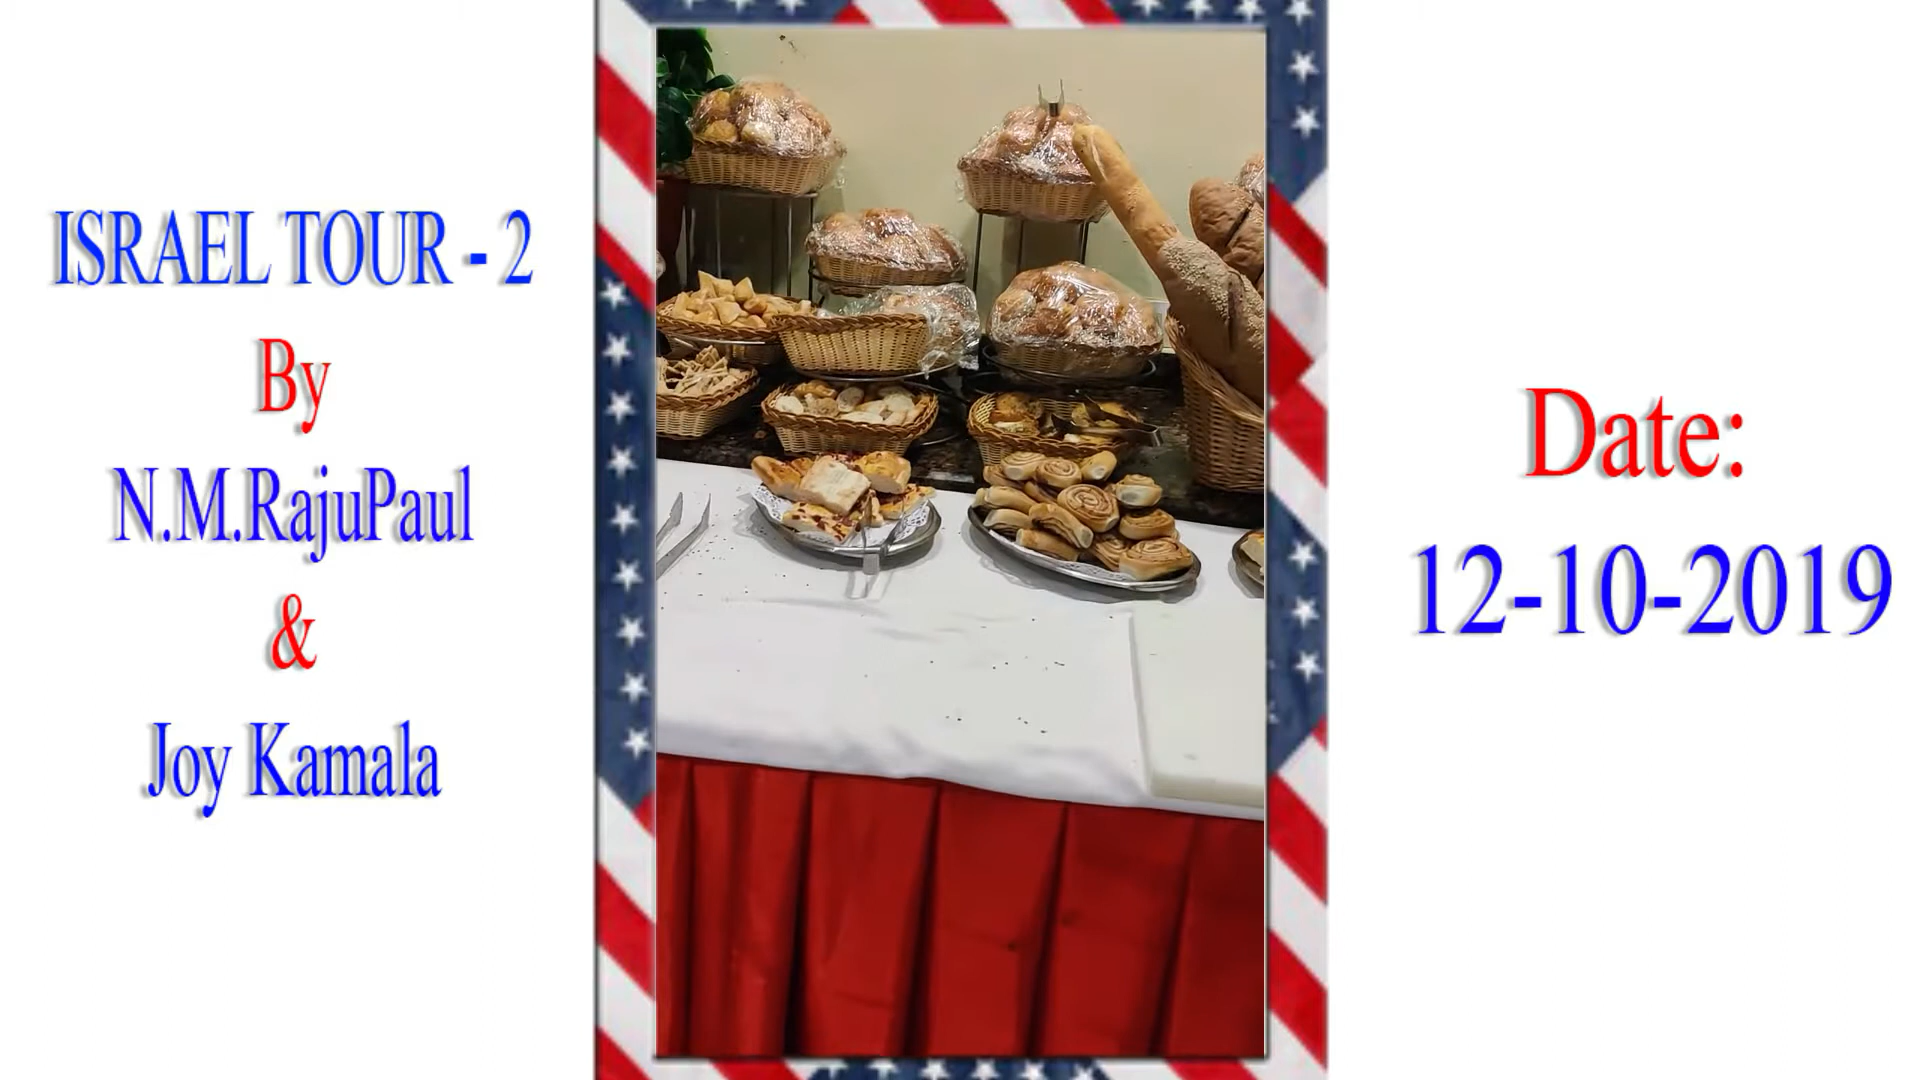 ISRAEL TOUR - 2
By
N.M.RajuPaul
&
Joy Kamala
Date:
12-10-2019